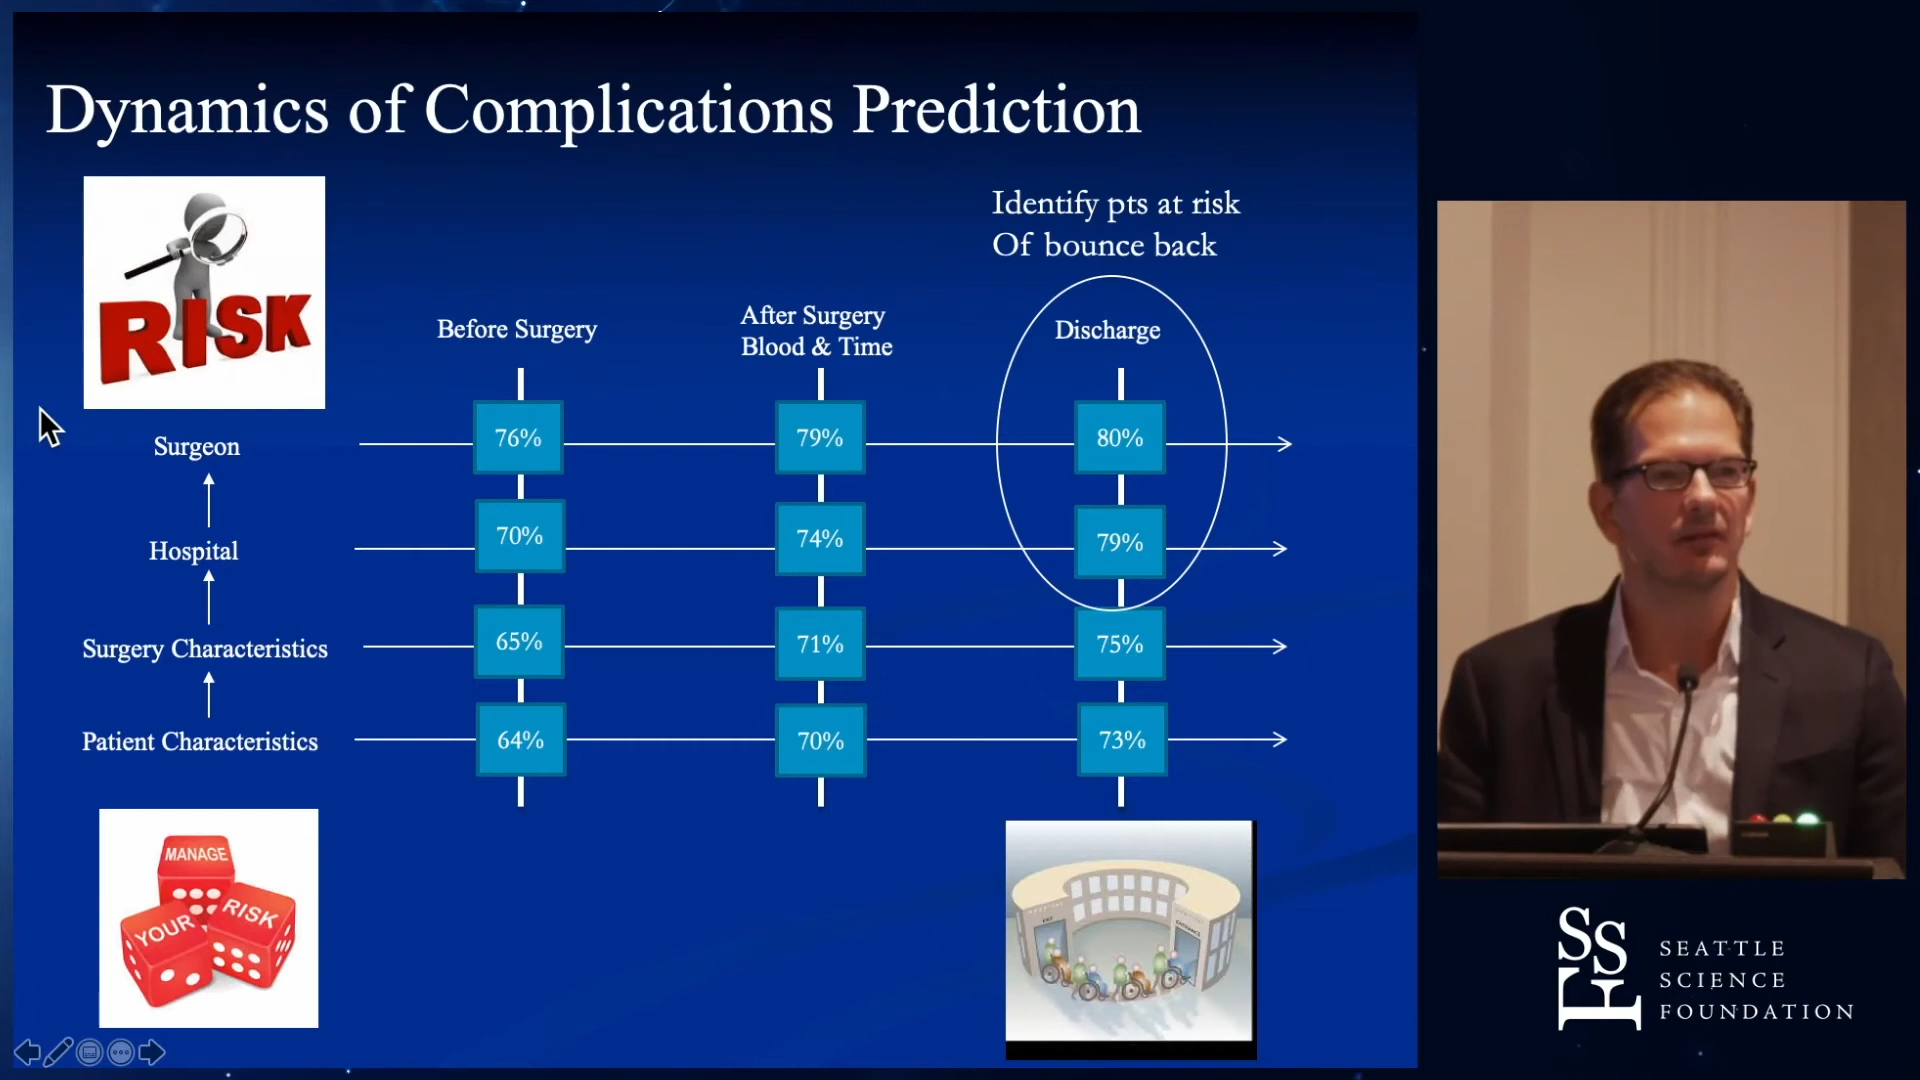 Dynamics of Complications Prediction
RISK
Identify pts at risk
Of bounce back
Before Surgery
After Surgery
Blood & Time
Discharge
Surgeon
76%
79%
80%
Hospital
70%
74%
79%
Surgery Characteristics
65%
71%
75%
Patient Characteristics
64%
70%
73%
MANAGE
YOUR
RISK
SSF
SEATTLE
SCIENCE
FOUNDATION